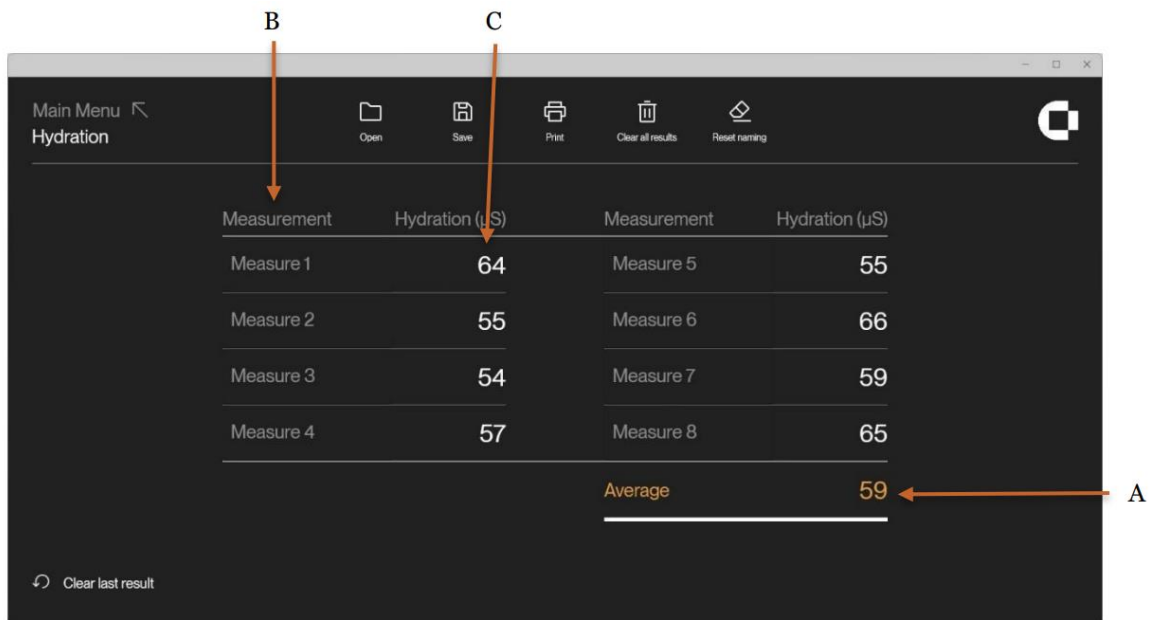 B C
Main Menu
Hydration
Open Save Print Clear all results Reset naming
Measurement Hydration (µS) Measurement Hydration (µS)
Measure 1 64 Measure 5 55
Measure 2 55 Measure 6 66
Measure 3 54 Measure 7 59
Measure 4 57 Measure 8 65
Average 59 A
Clear last result